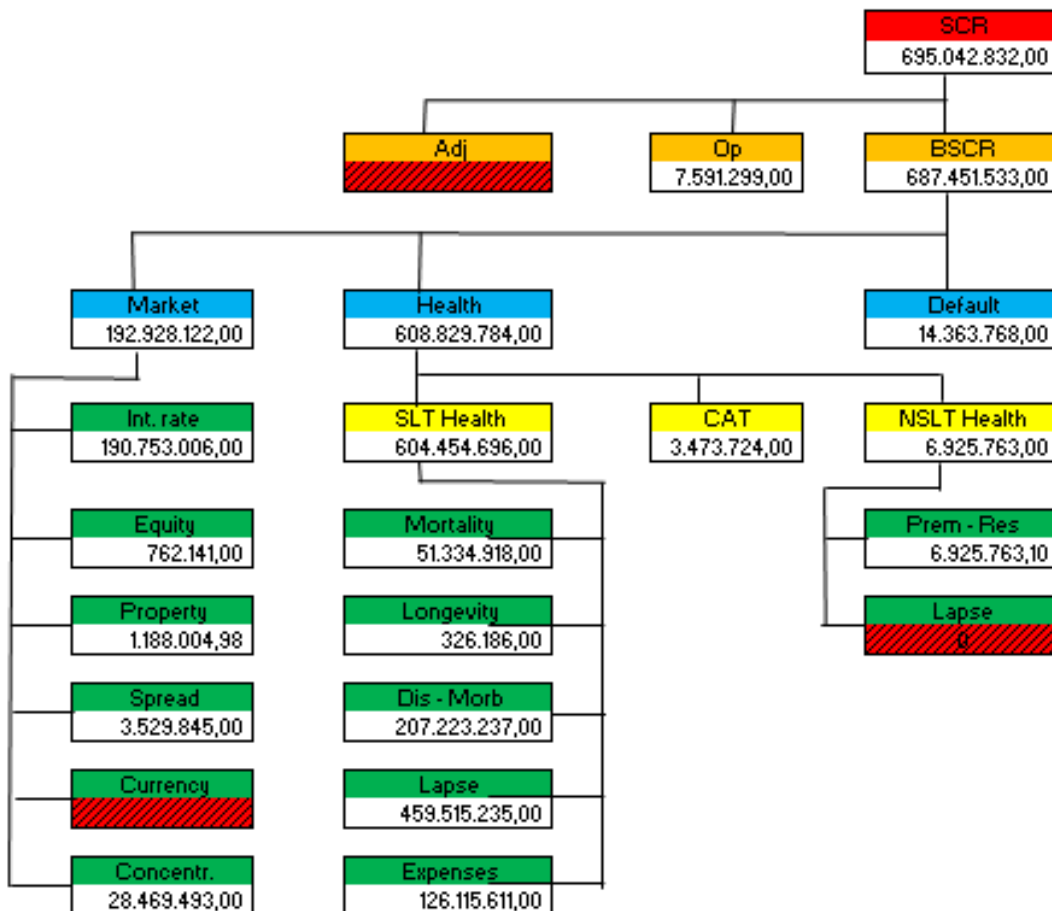 SCR
695.042.832,00
Adj
Op
7.591.299,00
BSCR
687.451.533,00
Market
192.928.122,00
Health
608.829.784,00
Default
14.363.768,00
Int. rate
190.753.006,00
SLT Health
604.454.696,00
CAT
3.473.724,00
NSLT Health
6.925.763,00
Equity
762.141,00
Mortality
51.334.918,00
Prem - Res
6.925.763,10
Property
1.188.004,98
Longevity
326.186,00
Lapse
0
Spread
3.529.845,00
Dis - Morb
207.223.237,00
Currency
Lapse
459.515.235,00
Concentr.
28.469.493,00
Expenses
126.115.611,00